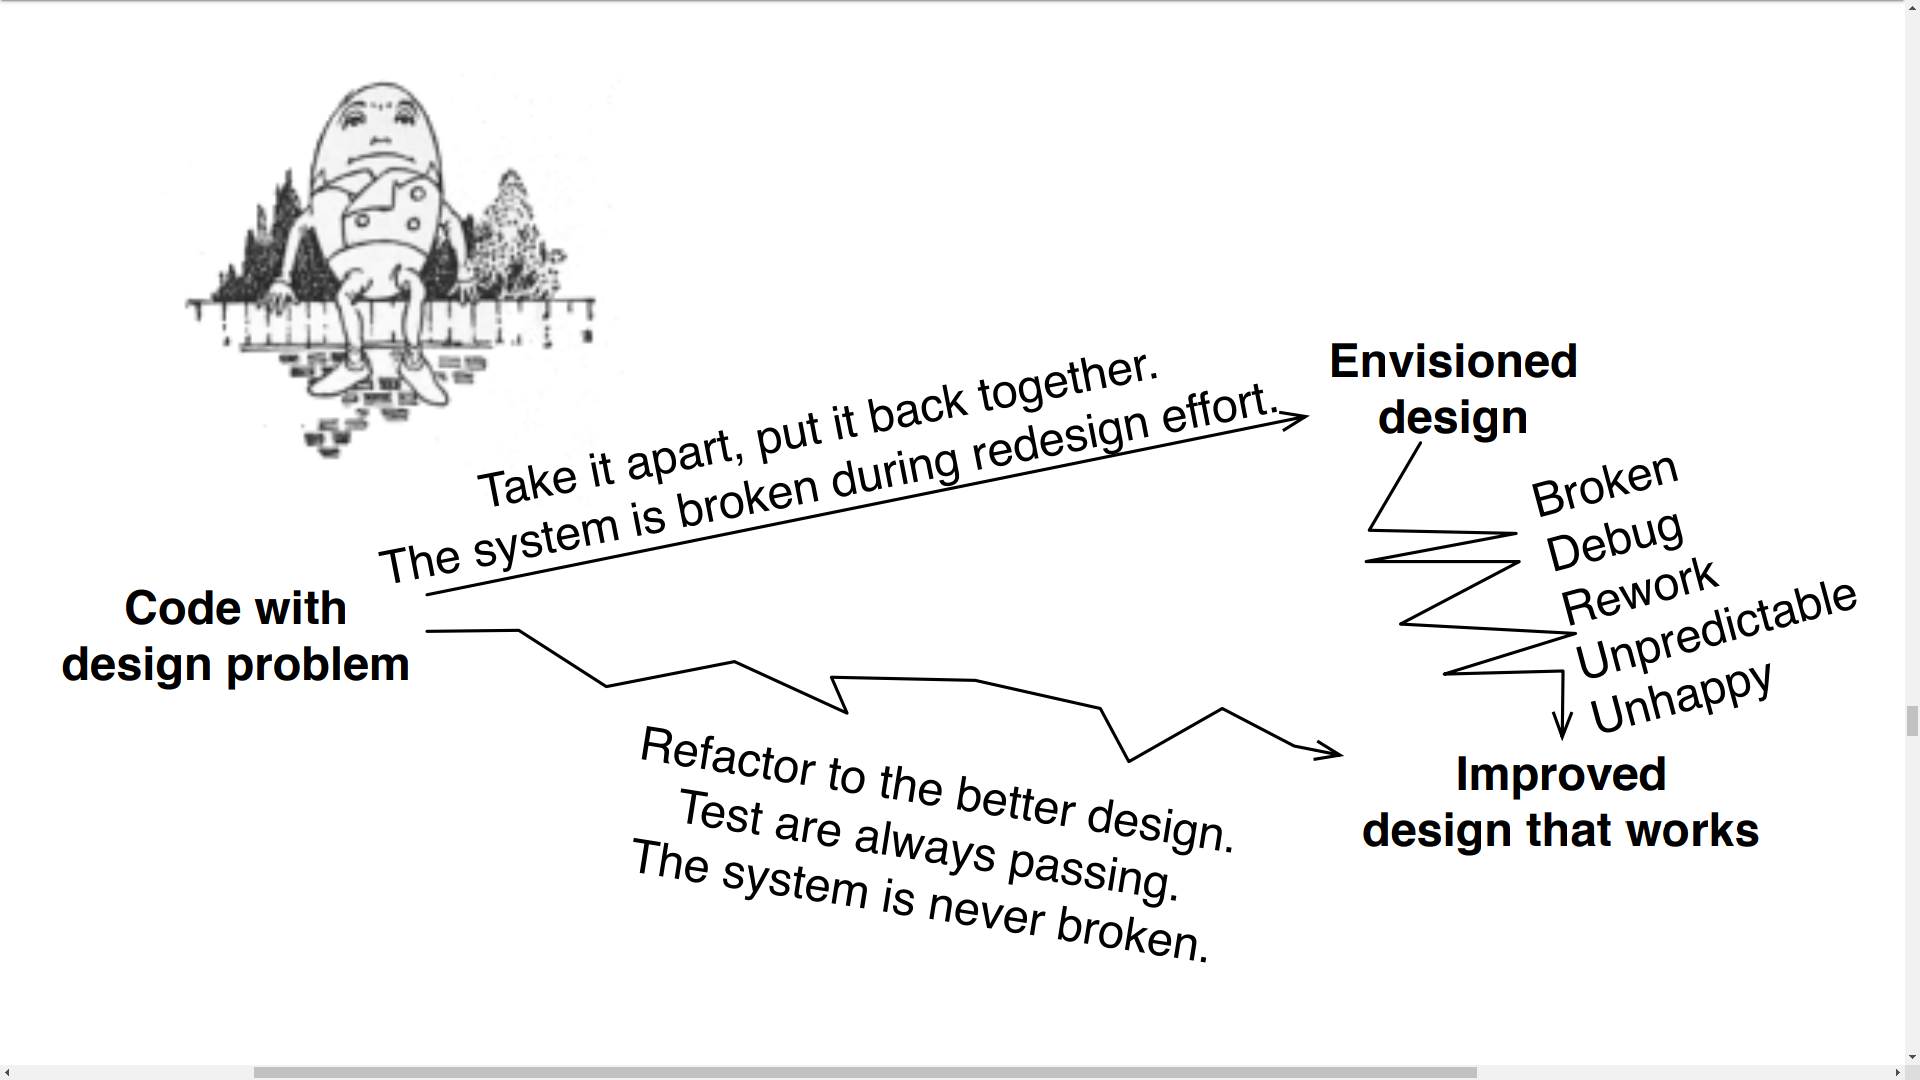 Take it apart, put it back together.
The system is broken during redesign effort.
Envisioned
design
Broken
Debug
Rework
Unpredictable
Unhappy
Code with
design problem
Refactor to the better design.
Test are always passing.
The system is never broken.
Improved
design that works